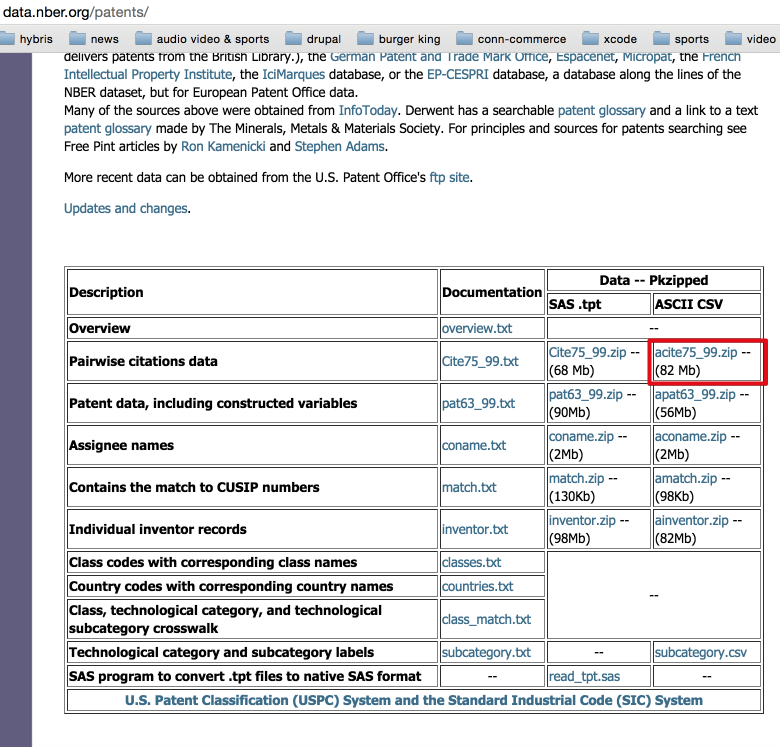 data.nber.org/patents/
hybris news audio video & sports drupal burger king conn-commerce xcode sports video
delivers patents from the British Library.), the German Patent and Trade Mark Office, Espacenet, Micropat, the French
Intellectual Property Institute, the IciMarques database, or the EP-CESPRI database, a database along the lines of the
NBER dataset, but for European Patent Office data.
Many of the sources above were obtained from InfoToday. Derwent has a searchable patent glossary and a link to a text
patent glossary made by The Minerals, Metals & Materials Society. For principles and sources for patents searching see
Free Pint articles by Ron Kamenicki and Stephen Adams.
More recent data can be obtained from the U.S. Patent Office's ftp site.
Updates and changes.
Description Documentation Data -- Pkzipped
SAS .tpt ASCII CSV
Overview overview.txt --
Pairwise citations data Cite75_99.txt Cite75_99.zip -- (68 Mb) acite75_99.zip -- (82 Mb)
Patent data, including constructed variables pat63_99.txt pat63_99.zip -- (90Mb) apat63_99.zip -- (56Mb)
Assignee names coname.txt coname.zip -- (2Mb) aconame.zip -- (2Mb)
Contains the match to CUSIP numbers match.txt match.zip -- (130Kb) amatch.zip -- (98Kb)
Individual inventor records inventor.txt inventor.zip -- (98Mb) ainventor.zip -- (82Mb)
Class codes with corresponding class names classes.txt
Country codes with corresponding country names countries.txt --
Class, technological category, and technological
subcategory crosswalk class_match.txt
Technological category and subcategory labels subcategory.txt -- subcategory.csv
SAS program to convert .tpt files to native SAS format -- read_tpt.sas --
U.S. Patent Classification (USPC) System and the Standard Industrial Code (SIC) System